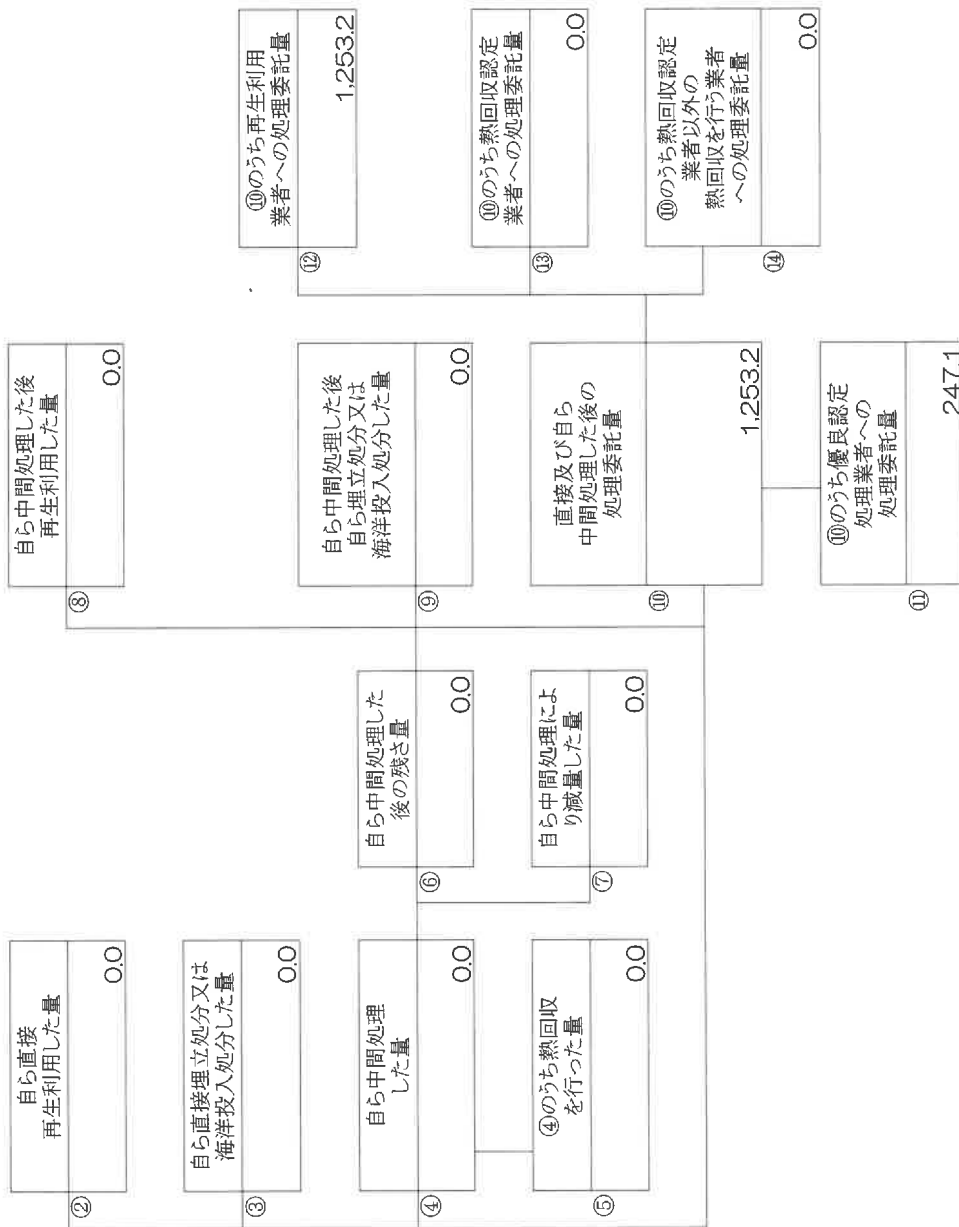 ②
自ら直接
再生利用した量
0.0
③
自ら直接埋立処分又は
海洋投入処分した量
0.0
④
自ら中間処理
した量
0.0
⑤
④のうち熱回収
を行った量
0.0
⑥
自ら中間処理した
後の残さ量
0.0
⑦
自ら中間処理によ
り減量した量
0.0
⑧
自ら中間処理した後
再生利用した量
0.0
⑨
自ら中間処理した後
自ら埋立処分又は
海洋投入処分した量
0.0
⑩
直接及び自ら
中間処理した後の
処理委託量
1,253.2
⑪
⑩のうち優良認定
処理業者への
処理委託量
247.1
⑫
⑩のうち再生利用
業者への処理委託量
1,253.2
⑬
⑩のうち熱回収認定
業者への処理委託量
0.0
⑭
⑩のうち熱回収認定
業者以外の
熱回収を行う業者
への処理委託量
0.0